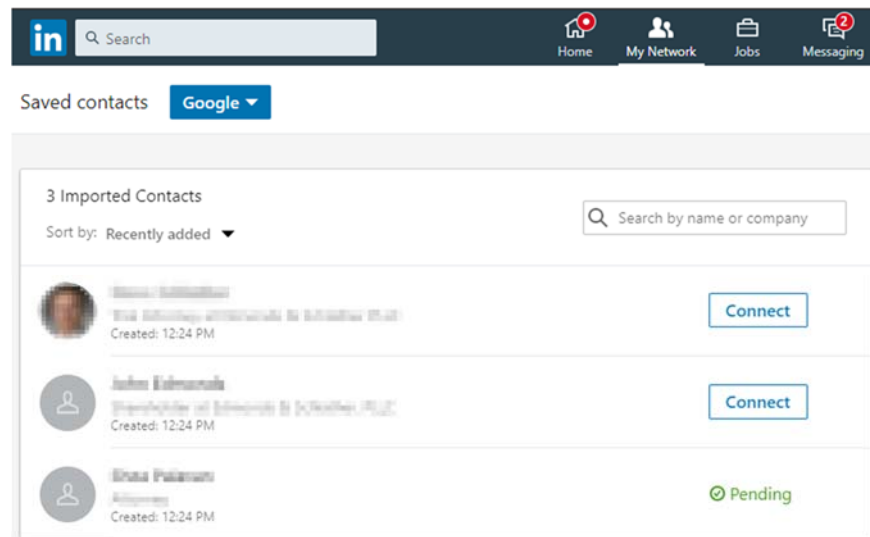 in Search
Home My Network Jobs 2 Messaging
Saved contacts Google
3 Imported Contacts
Sort by: Recently added
Search by name or company
Connect
Created: 12:24 PM
Connect
Created: 12:24 PM
Attorney
Pending
Created: 12:24 PM